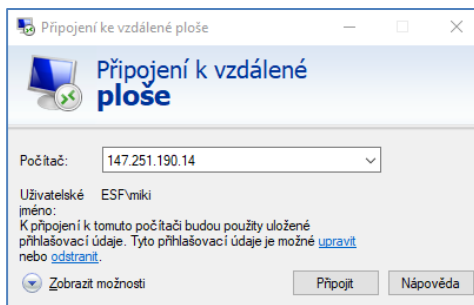 Připojení ke vzdálené ploše
Připojení k vzdálené
ploše
Počítač: 147.251.190.14
Uživatelské ESF\miki
jméno:
K připojení k tomuto počítači budou použity uložené
přihlašovací údaje. Tyto přihlašovací údaje je možné upravit
nebo odstranit.
Zobrazit možnosti Připojit Nápověda